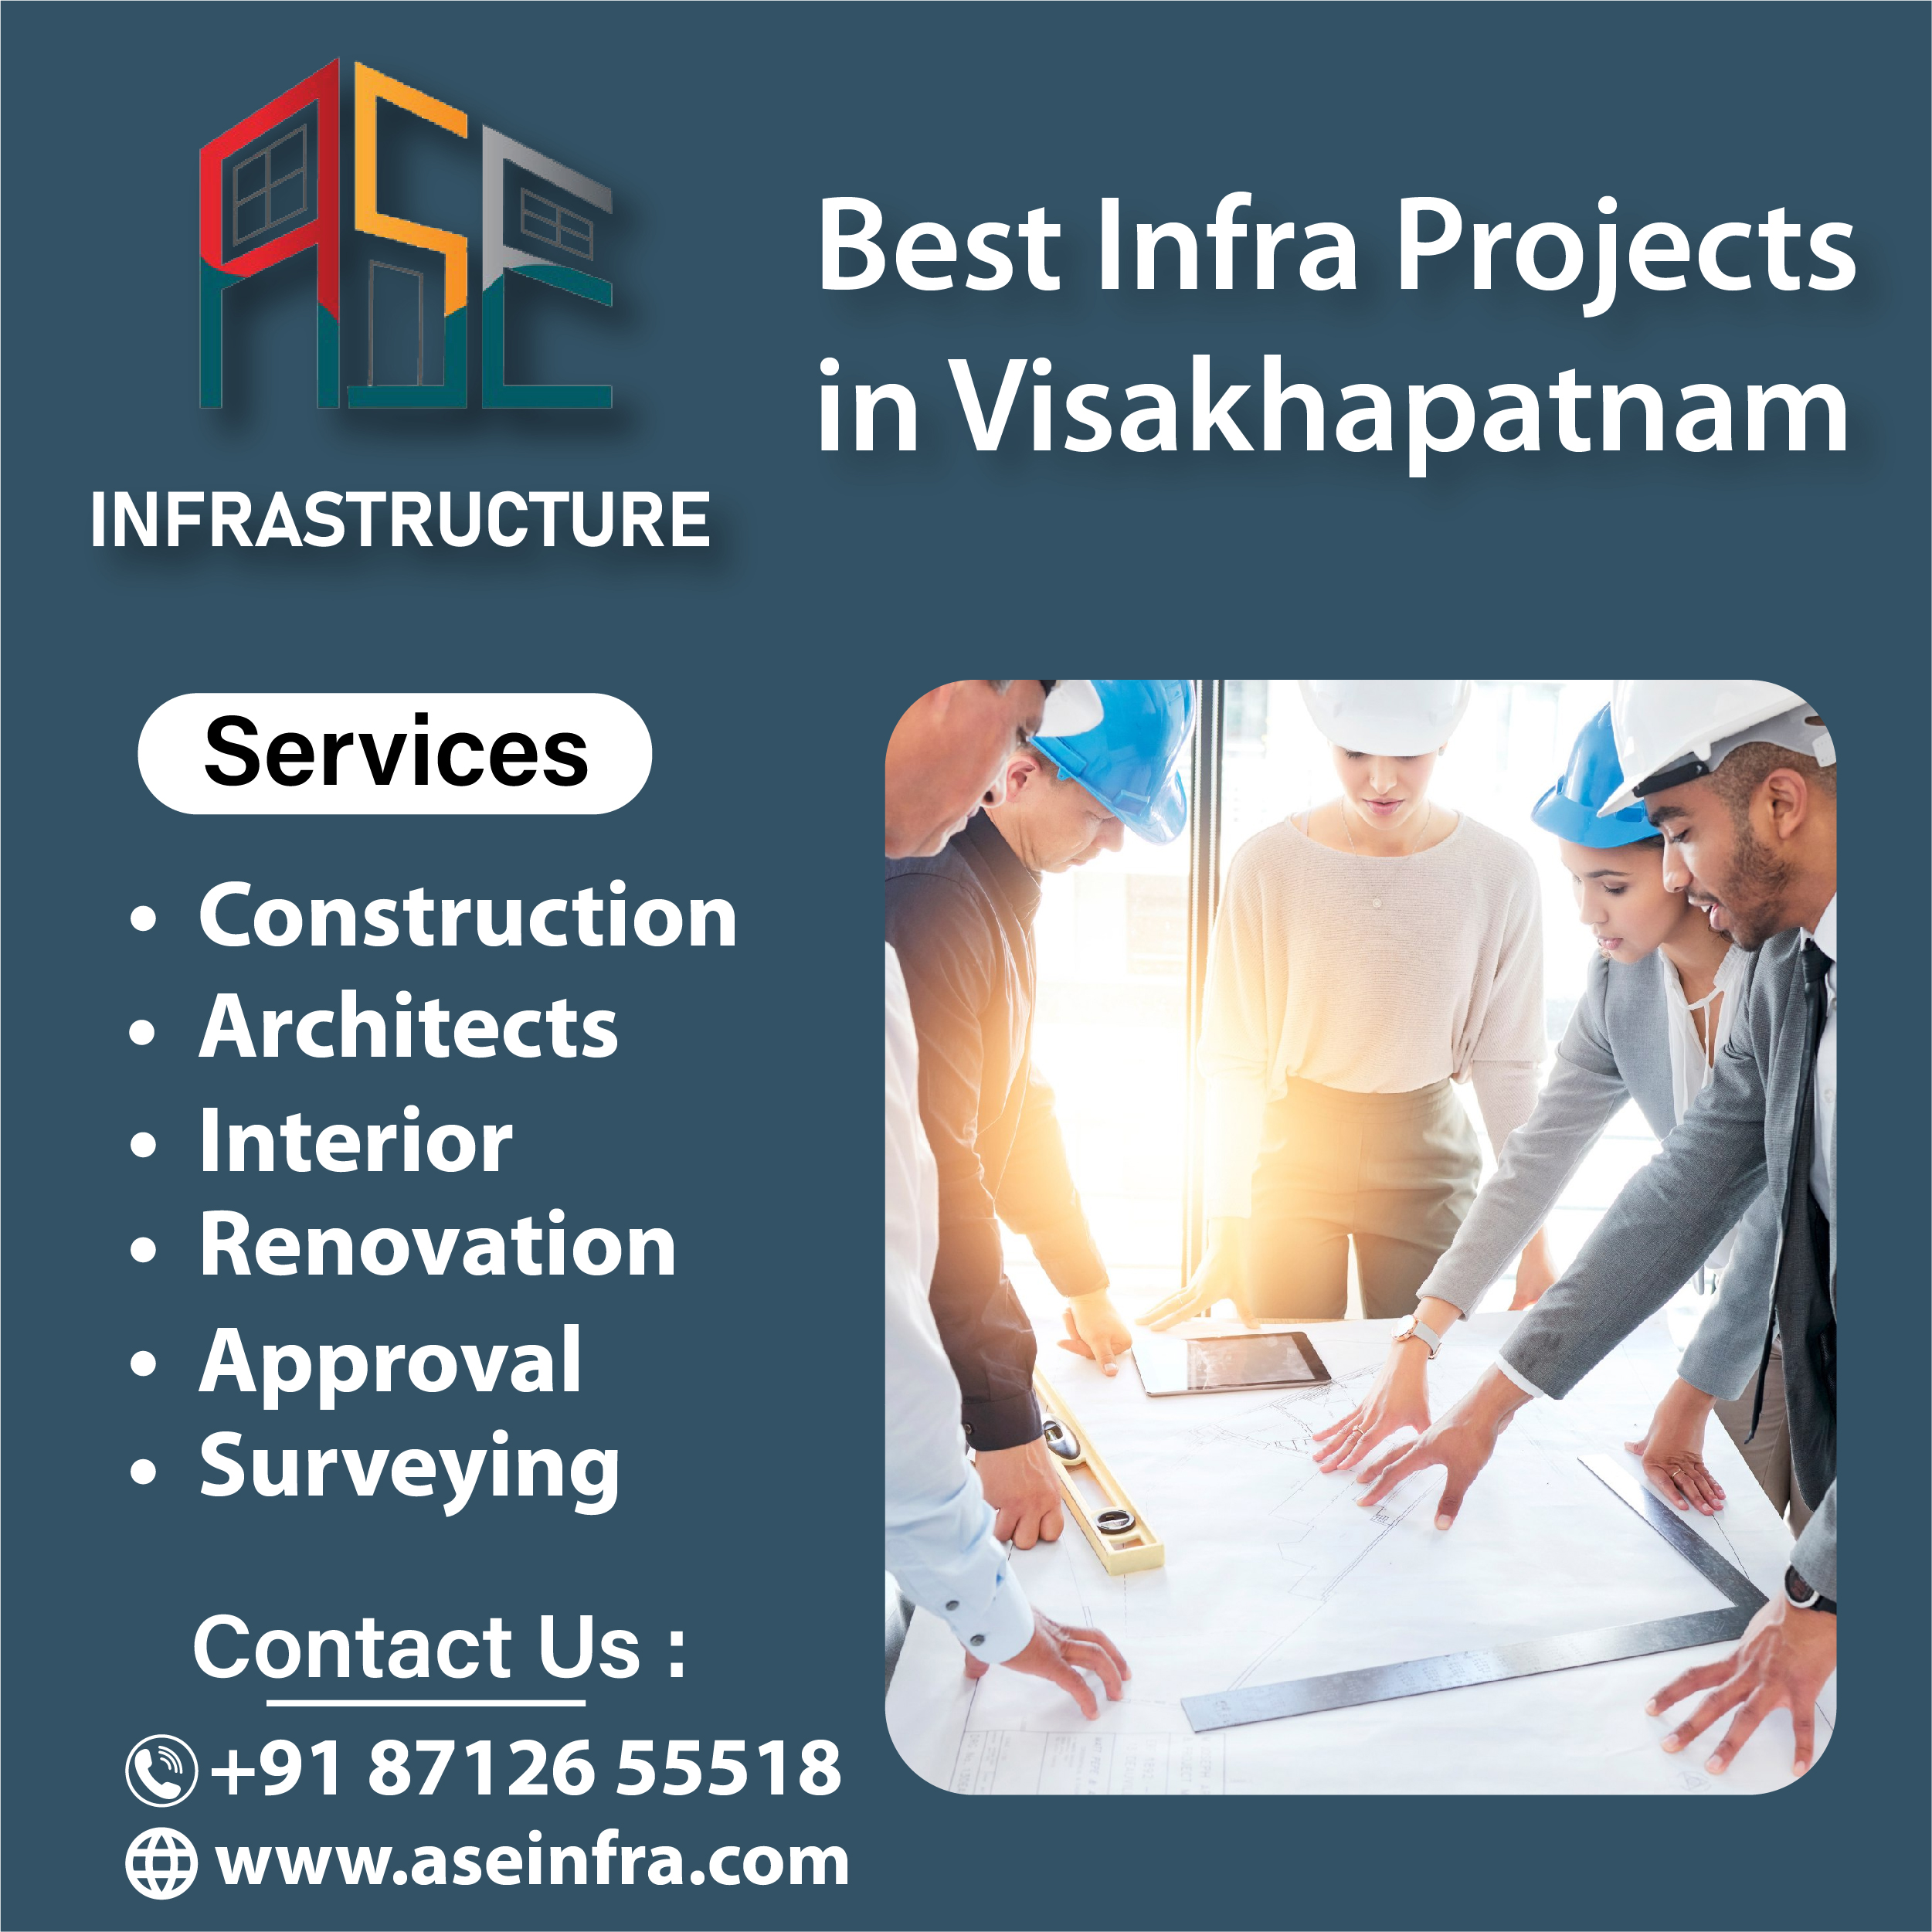 ASE
INFRASTRUCTURE
Best Infra Projects
in Visakhapatnam
Services
• Construction
• Architects
• Interior
• Renovation
• Approval
• Surveying
Contact Us :
+91 87126 55518
www.aseinfra.com